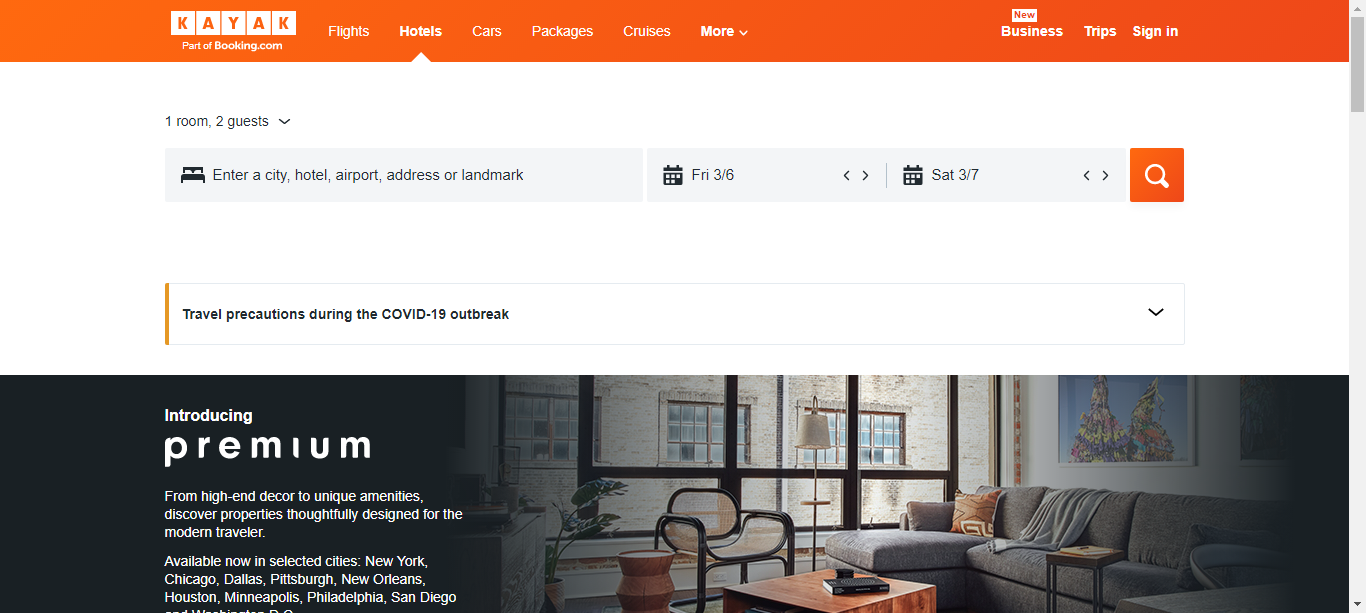 KAYAK
Part of Booking.com
Flights
Hotels
Cars
Packages
Cruises
More
New
Business
Trips
Sign in
1 room, 2 guests
Enter a city, hotel, airport, address or landmark
Fri 3/6
Sat 3/7
Travel precautions during the COVID-19 outbreak
Introducing
premium
From high-end decor to unique amenities,
discover properties thoughtfully designed for the
modern traveler.
Available now in selected cities: New York,
Chicago, Dallas, Pittsburgh, New Orleans,
Houston, Minneapolis, Philadelphia, San Diego
and Washington D.C.